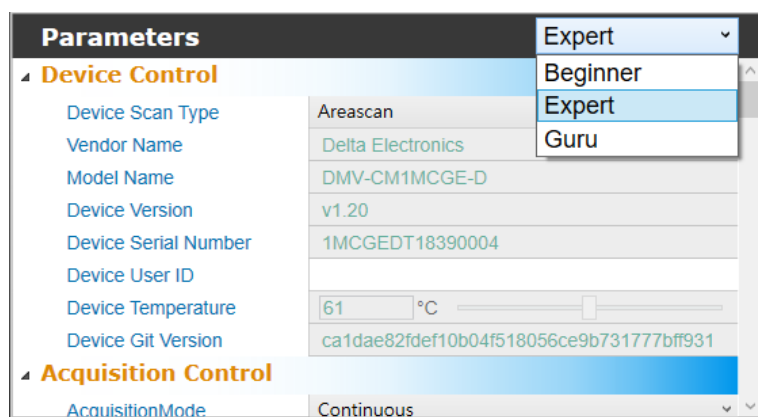 Parameters Expert
Beginner
Expert
Guru
Device Control
Device Scan Type Areascan
Vendor Name Delta Electronics
Model Name DMV-CM1MCGE-D
Device Version v1.20
Device Serial Number 1MCGEDT18390004
Device User ID
Device Temperature 61 °C
Device Git Version ca1dae82fdef10b04f518056ce9b731777bff931
Acquisition Control
AcquisitionMode Continuous